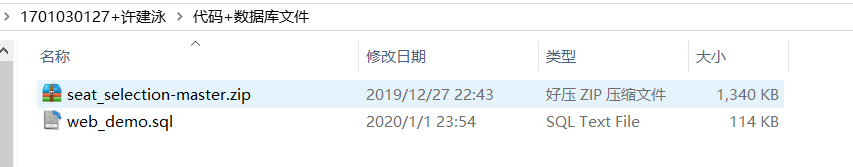 1701030127+许建泳 > 代码+数据库文件
名称 修改日期 类型 大小
seat_selection-master.zip 2019/12/27 22:43 好压 ZIP 压缩文件 1,340 KB
web_demo.sql 2020/1/1 23:54 SQL Text File 114 KB